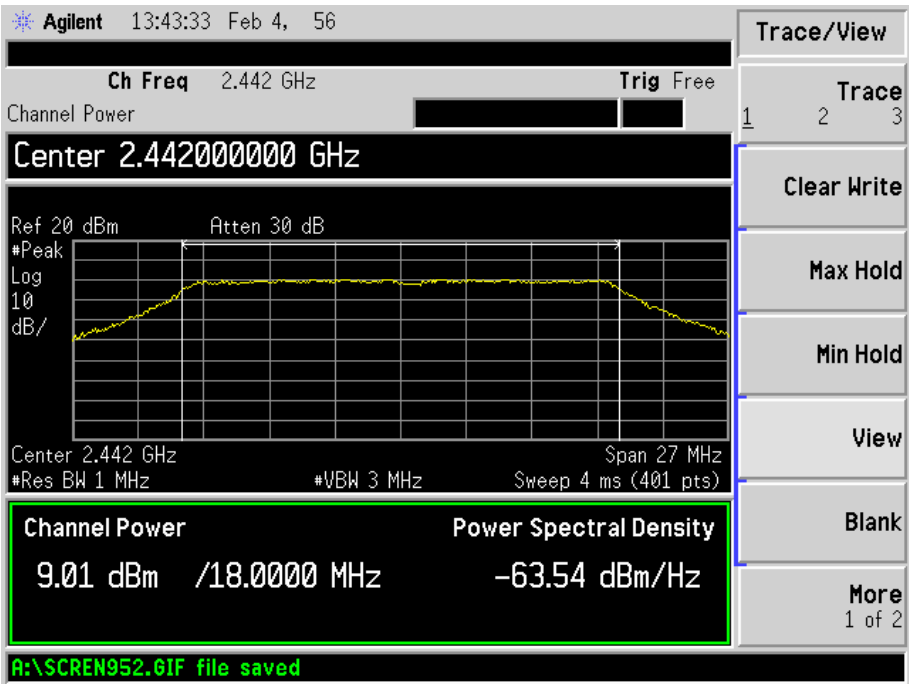 Agilent 13:43:33 Feb 4, 56
Trace/View
Ch Freq 2.442 GHz Trig Free
Channel Power
Trace
1 2 3
Center 2.442000000 GHz
Clear Write
Ref 20 dBm Atten 30 dB
#Peak
Log
10
dB/
Max Hold
Min Hold
Center 2.442 GHz Span 27 MHz
#Res BW 1 MHz #VBW 3 MHz Sweep 4 ms (401 pts)
View
Channel Power Power Spectral Density
9.01 dBm /18.0000 MHz -63.54 dBm/Hz
Blank
More
1 of 2
A:\SCREN952.GIF file saved